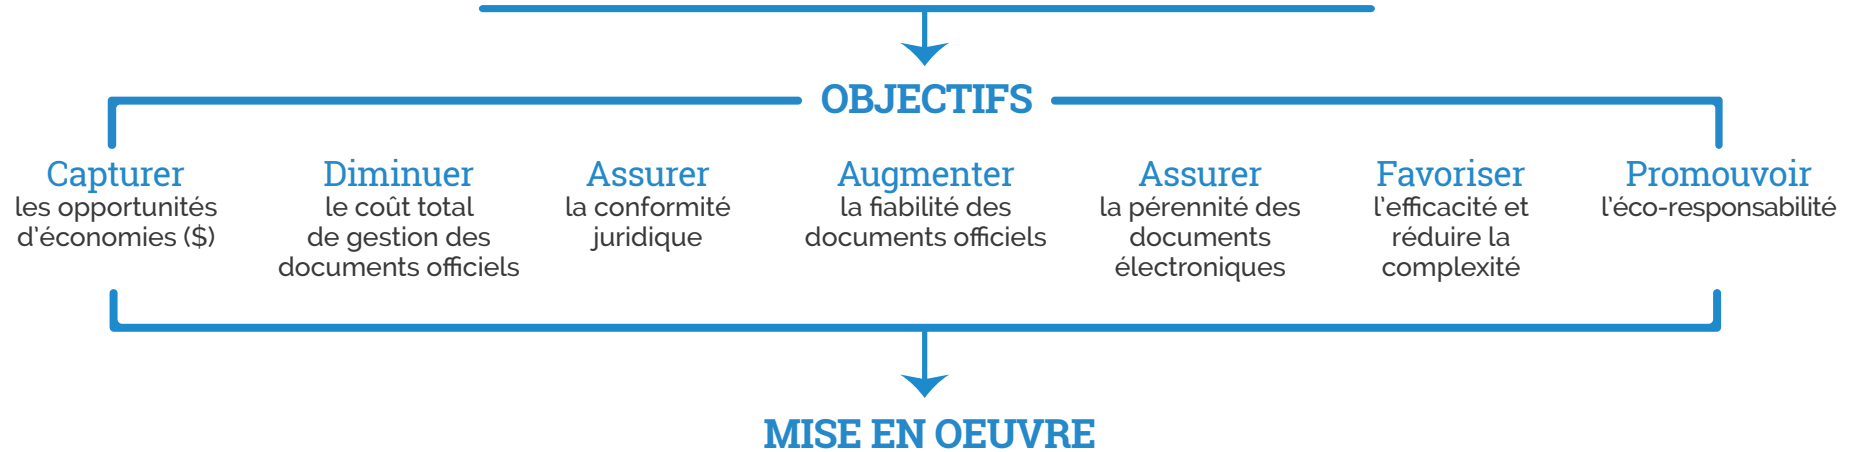 OBJECTIFS
Capturer
les opportunités
d'économies ($)
Diminuer
le coût total
de gestion des
documents officiels
Assurer
la conformité
juridique
Augmenter
la fiabilité des
documents officiels
Assurer
la pérennité des
documents
électroniques
Favoriser
l'efficacité et
réduire la
complexité
Promouvoir
l'éco-responsabilité
MISE EN OEUVRE